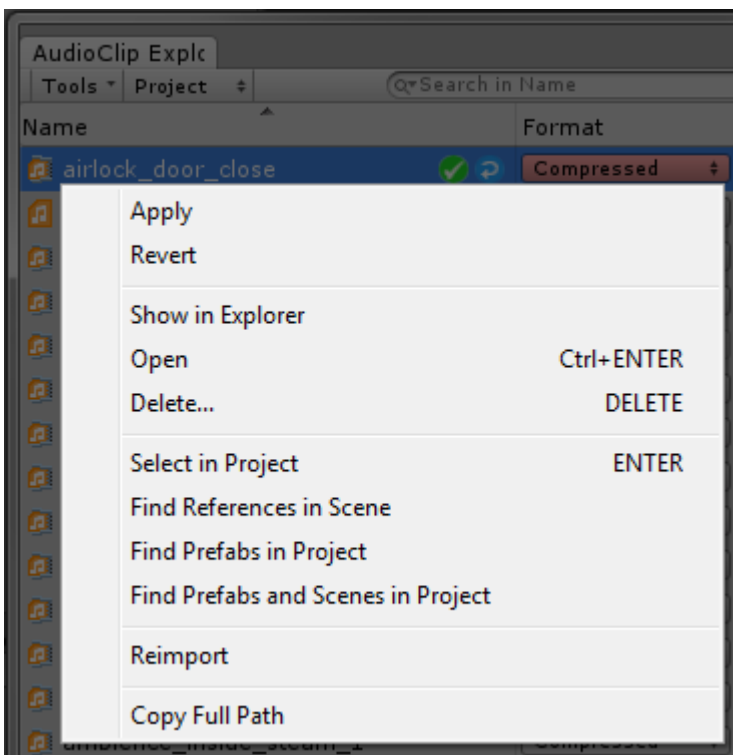 AudioClip Explc
Tools Project Search in Name
Name Format
airlock_door_close Compressed
Apply
Revert
Show in Explorer
Open Ctrl+ENTER
Delete... DELETE
Select in Project ENTER
Find References in Scene
Find Prefabs in Project
Find Prefabs and Scenes in Project
Reimport
Copy Full Path
ambience_inside_steam_1 Compressed